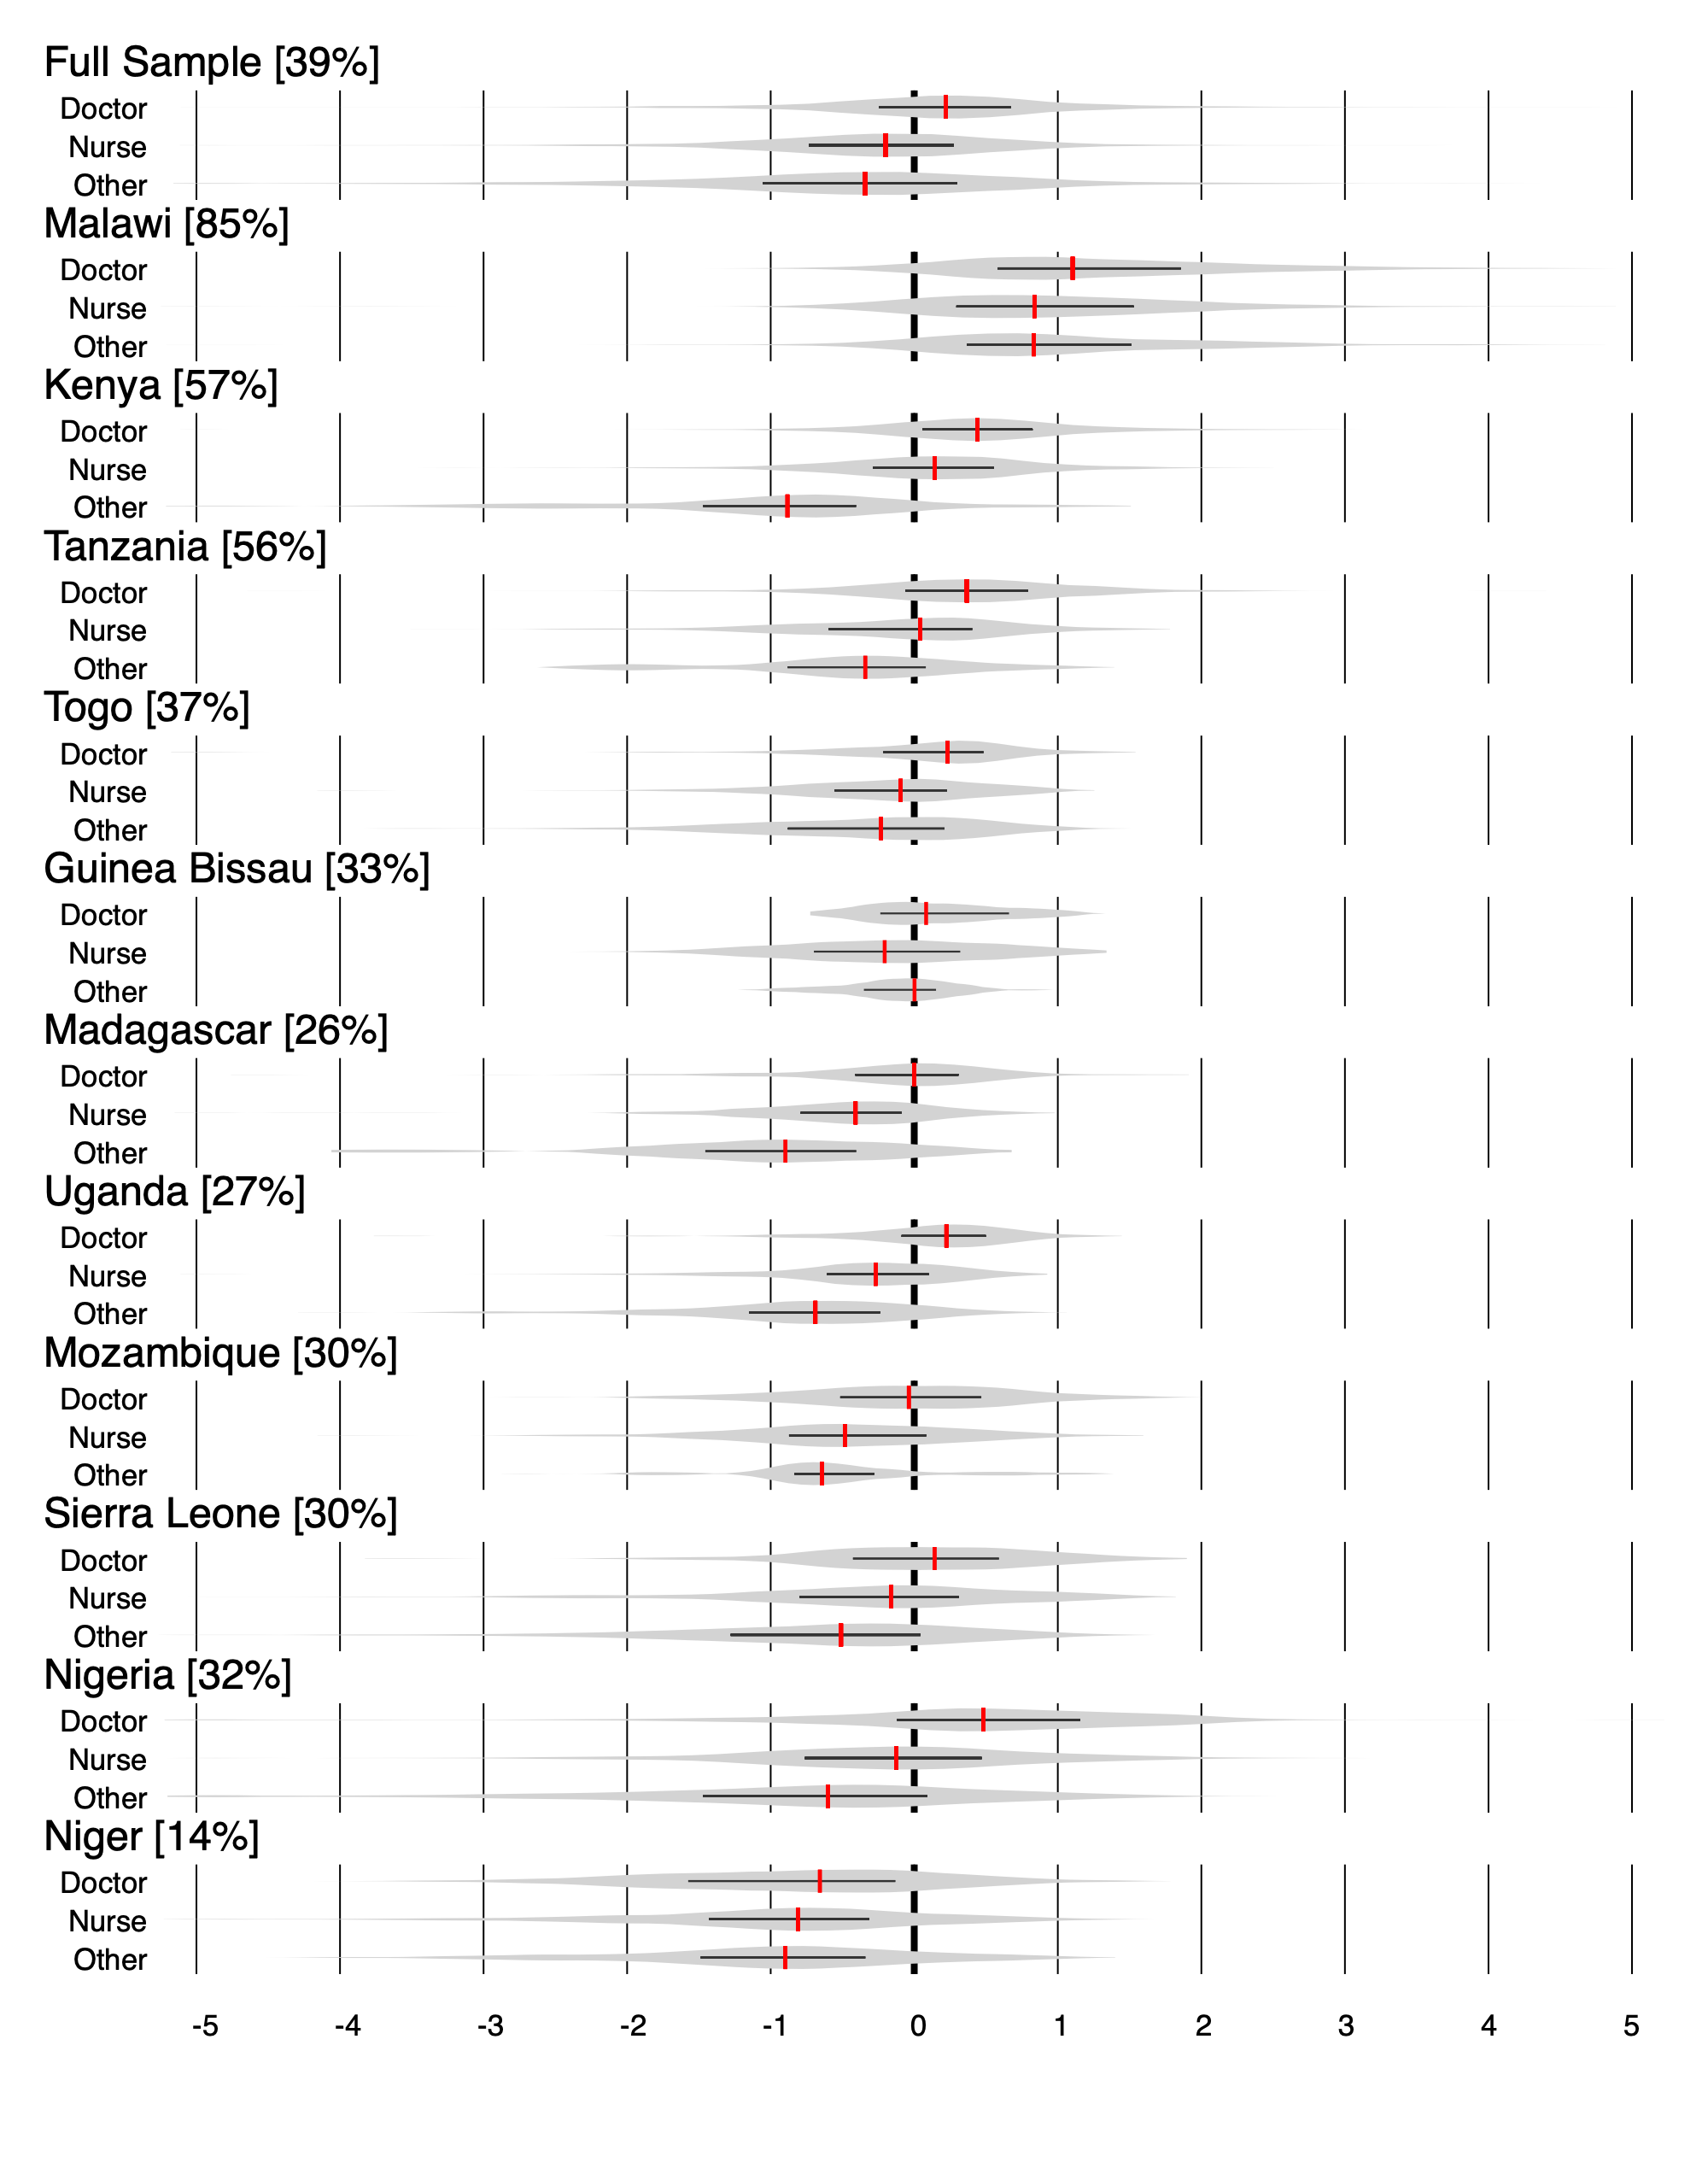 Full Sample [39%]
Doctor
Nurse
Other
Malawi [85%]
Doctor
Nurse
Other
Kenya [57%]
Doctor
Nurse
Other
Tanzania [56%]
Doctor
Nurse
Other
Togo [37%]
Doctor
Nurse
Other
Guinea Bissau [33%]
Doctor
Nurse
Other
Madagascar [26%]
Doctor
Nurse
Other
Uganda [27%]
Doctor
Nurse
Other
Mozambique [30%]
Doctor
Nurse
Other
Sierra Leone [30%]
Doctor
Nurse
Other
Nigeria [32%]
Doctor
Nurse
Other
Niger [14%]
Doctor
Nurse
Other
-5 -4 -3 -2 -1 0 1 2 3 4 5